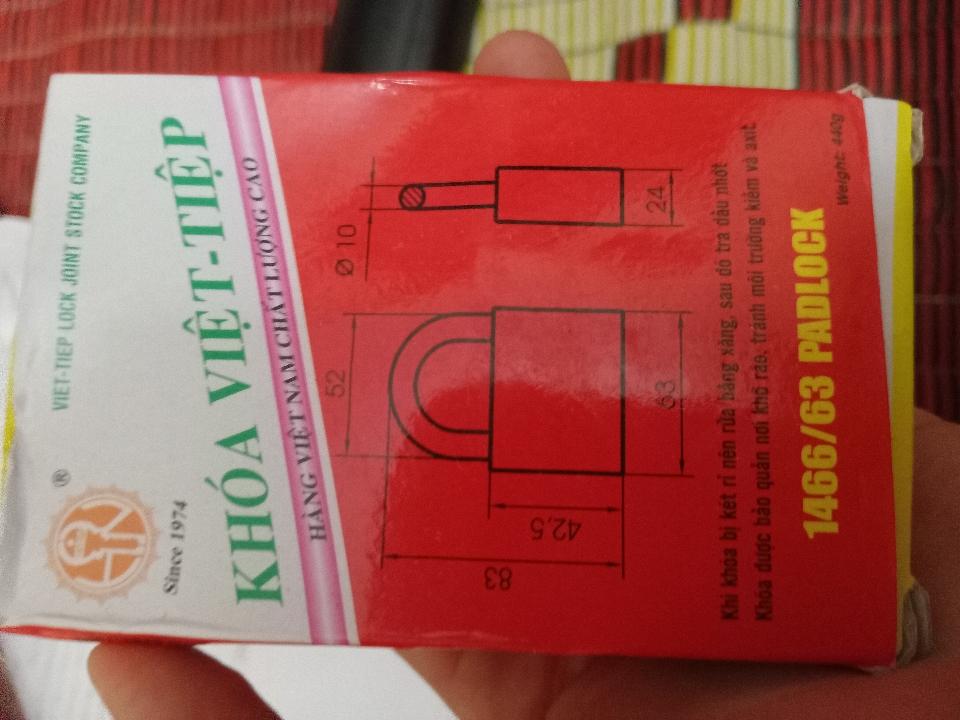 VIET-TIEP LOCK JOINT STOCK COMPANY
®
Since 1974
KHÓA VIỆT-TIỆP
HÀNG VIỆT NAM CHẤT LƯỢNG CAO
52
Ø 10
42,5
83
63
24
Khi khóa bị kẹt rỉ nên rửa bằng xăng, sau đó tra dầu nhớt
Khóa được bảo quản nơi khô ráo, tránh môi trường kiềm và axit
1466/63 PADLOCK
Weight: 440g